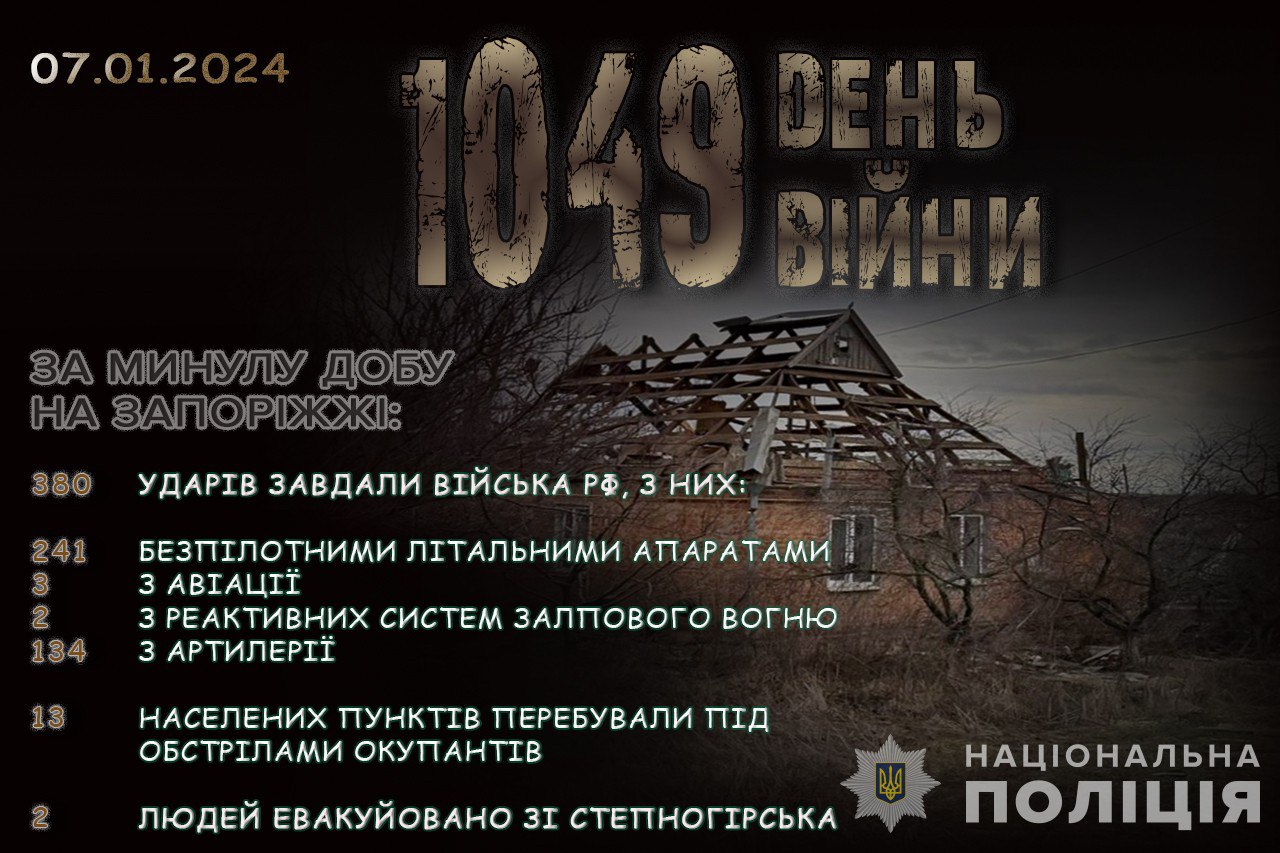 07.01.2024
1049 ДЕНЬ
ВІЙНИ
ЗА МИНУЛУ ДОБУ
НА ЗАПОРІЖЖІ:
380 УДАРІВ ЗАВДАЛИ ВІЙСЬКА РФ, З НИХ:
241 БЕЗПІЛОТНИМИ ЛІТАЛЬНИМИ АПАРАТАМИ
3 З АВІАЦІЇ
2 З РЕАКТИВНИХ СИСТЕМ ЗАЛПОВОГО ВОГНЮ
134 З АРТИЛЕРІЇ
13 НАСЕЛЕНИХ ПУНКТІВ ПЕРЕБУВАЛИ ПІД
ОБСТРІЛАМИ ОКУПАНТІВ
2 ЛЮДЕЙ ЕВАКУЙОВАНО ЗІ СТЕПНОГІРСЬКА
НАЦІОНАЛЬНА
ПОЛІЦІЯ